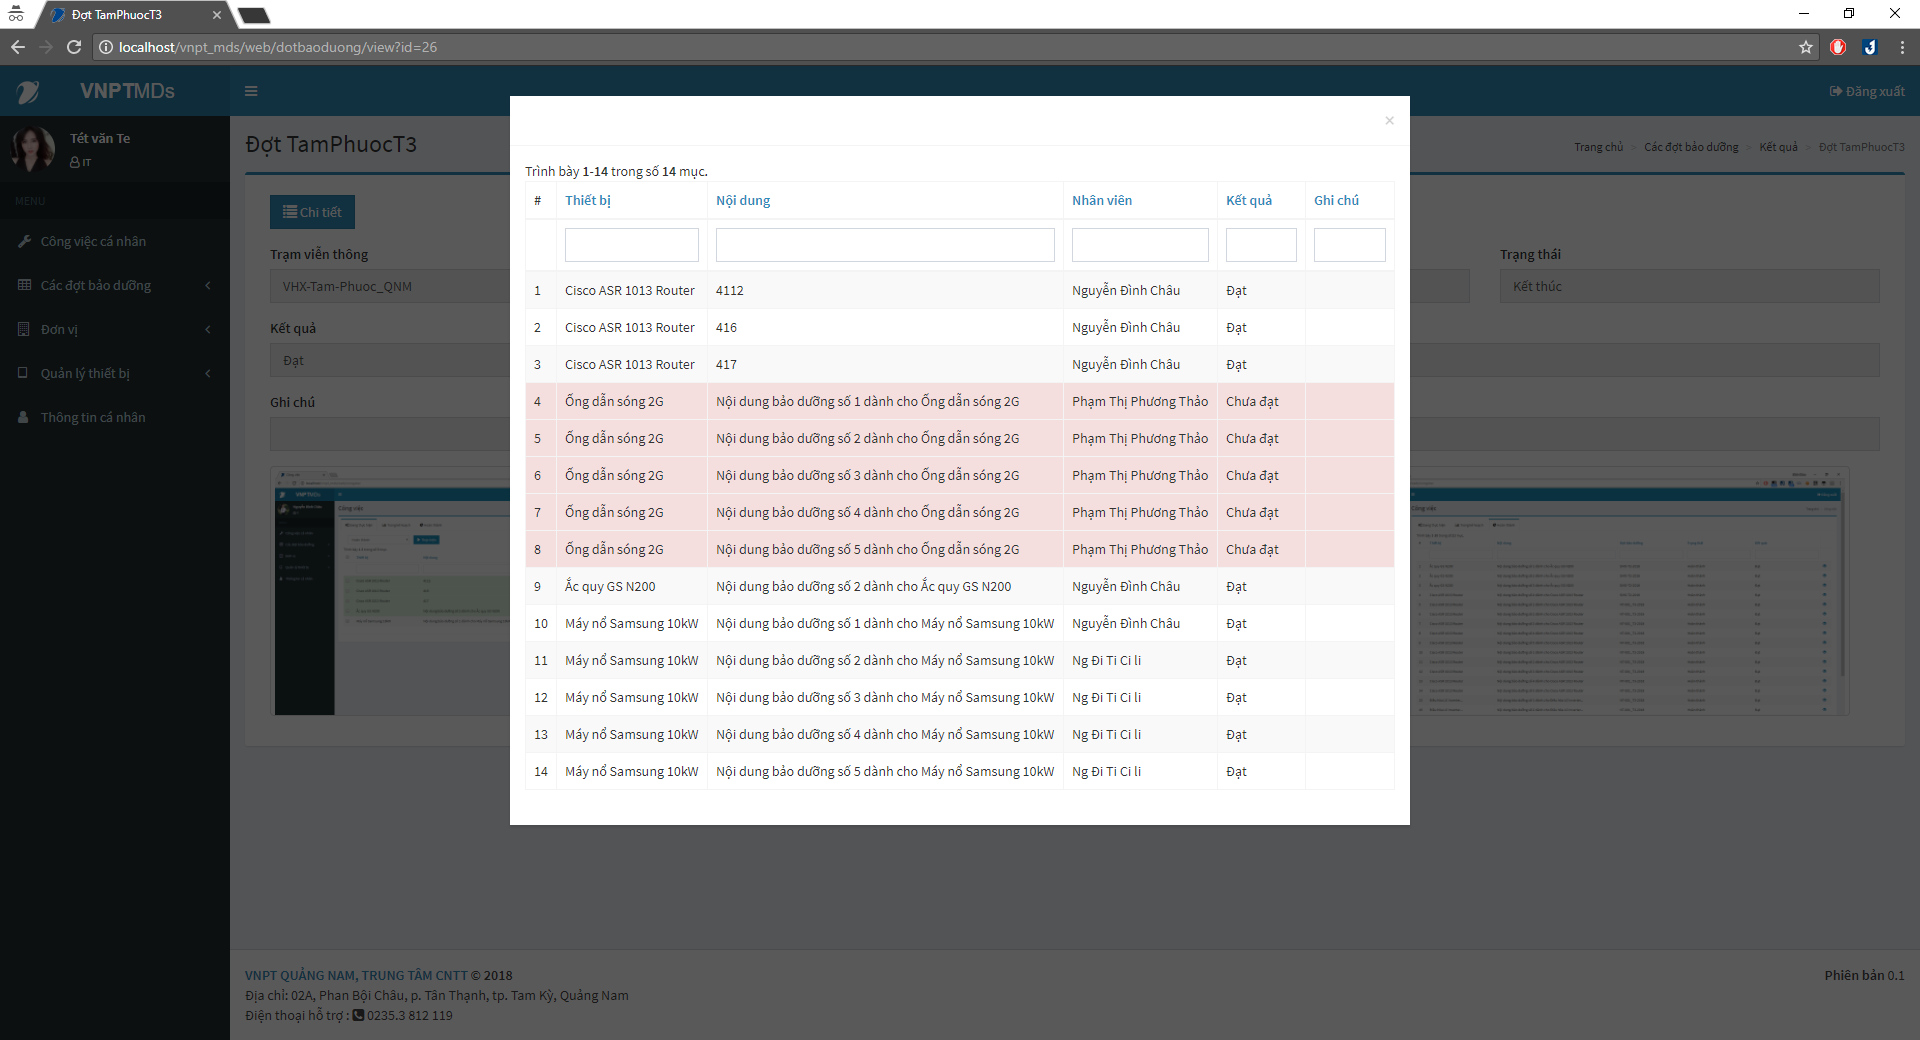 Đợt TamPhuocT3
localhost/vnpt_mds/web/dotbaoduong/view?id=26
VNPTMDs
Đăng xuất
Tét văn Te
IT
MENU
Công việc cá nhân
Các đợt bảo dưỡng
Đơn vị
Quản lý thiết bị
Thông tin cá nhân
Đợt TamPhuocT3
Trang chủ > Các đợt bảo dưỡng > Kết quả > Đợt TamPhuocT3
Chi tiết
Trạm viễn thông
VHX-Tam-Phuoc_QNM
Kết quả
Đạt
Ghi chú
Trạng thái
Kết thúc
×
Trình bày 1-14 trong số 14 mục.
# Thiết bị Nội dung Nhân viên Kết quả Ghi chú
1 Cisco ASR 1013 Router 4112 Nguyễn Đình Châu Đạt
2 Cisco ASR 1013 Router 416 Nguyễn Đình Châu Đạt
3 Cisco ASR 1013 Router 417 Nguyễn Đình Châu Đạt
4 Ống dẫn sóng 2G Nội dung bảo dưỡng số 1 dành cho Ống dẫn sóng 2G Phạm Thị Phương Thảo Chưa đạt
5 Ống dẫn sóng 2G Nội dung bảo dưỡng số 2 dành cho Ống dẫn sóng 2G Phạm Thị Phương Thảo Chưa đạt
6 Ống dẫn sóng 2G Nội dung bảo dưỡng số 3 dành cho Ống dẫn sóng 2G Phạm Thị Phương Thảo Chưa đạt
7 Ống dẫn sóng 2G Nội dung bảo dưỡng số 4 dành cho Ống dẫn sóng 2G Phạm Thị Phương Thảo Chưa đạt
8 Ống dẫn sóng 2G Nội dung bảo dưỡng số 5 dành cho Ống dẫn sóng 2G Phạm Thị Phương Thảo Chưa đạt
9 Ắc quy GS N200 Nội dung bảo dưỡng số 2 dành cho Ắc quy GS N200 Nguyễn Đình Châu Đạt
10 Máy nổ Samsung 10kW Nội dung bảo dưỡng số 1 dành cho Máy nổ Samsung 10kW Nguyễn Đình Châu Đạt
11 Máy nổ Samsung 10kW Nội dung bảo dưỡng số 2 dành cho Máy nổ Samsung 10kW Ng Đi Ti Ci li Đạt
12 Máy nổ Samsung 10kW Nội dung bảo dưỡng số 3 dành cho Máy nổ Samsung 10kW Ng Đi Ti Ci li Đạt
13 Máy nổ Samsung 10kW Nội dung bảo dưỡng số 4 dành cho Máy nổ Samsung 10kW Ng Đi Ti Ci li Đạt
14 Máy nổ Samsung 10kW Nội dung bảo dưỡng số 5 dành cho Máy nổ Samsung 10kW Ng Đi Ti Ci li Đạt
VNPT QUẢNG NAM, TRUNG TÂM CNTT © 2018
Phiên bản 0.1
Địa chỉ: 02A, Phan Bội Châu, p. Tân Thạnh, tp. Tam Kỳ, Quảng Nam
Điện thoại hỗ trợ : 0235.3 812 119